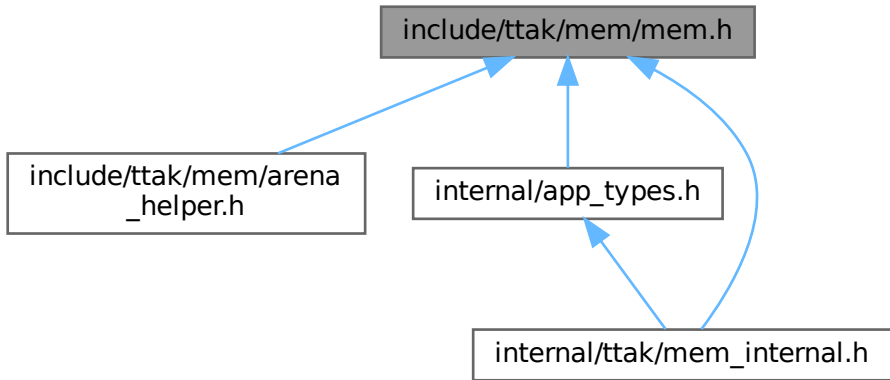 include/ttak/mem/mem.h
include/ttak/mem/arena
_helper.h
internal/app_types.h
internal/ttak/mem_internal.h